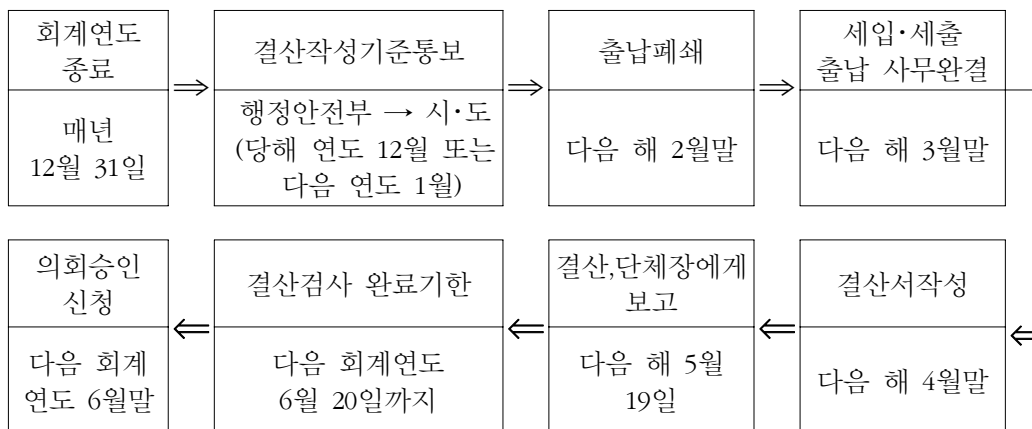 회계연도
종료
매년
12월 31일
⇒
결산작성기준통보
행정안전부 → 시·도
(당해 연도 12월 또는
다음 연도 1월)
⇒
출납폐쇄
다음 해 2월말
⇒
세입·세출
출납 사무완결
다음 해 3월말
의회승인
신청
다음 회계
연도 6월말
⇐
결산검사 완료기한
다음 회계연도
6월 20일까지
⇐
결산,단체장에게
보고
다음 해 5월
19일
⇐
결산서작성
다음 해 4월말
⇐